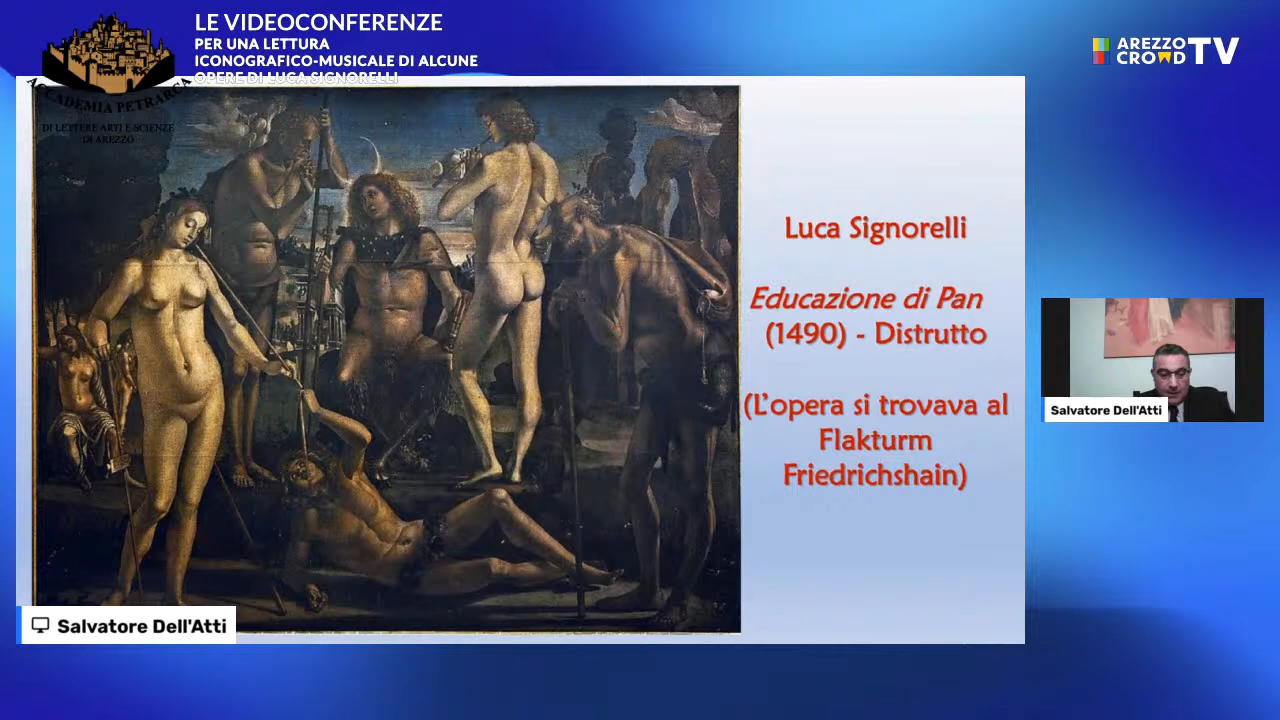 LE VIDEOCONFERENZE
PER UNA LETTURA
ICONOGRAFICO-MUSICALE DI ALCUNE
OPERE DI LUCA SIGNORELLI
ACCADEMIA PETRARCA
DI LETTERE ARTI E SCIENZE
DI AREZZO
AREZZO
CROWD
TV
Luca Signorelli
Educazione di Pan
(1490) - Distrutto
(L'opera si trovava al
Flakturm
Friedrichshain)
Salvatore Dell'Atti
Salvatore Dell'Atti